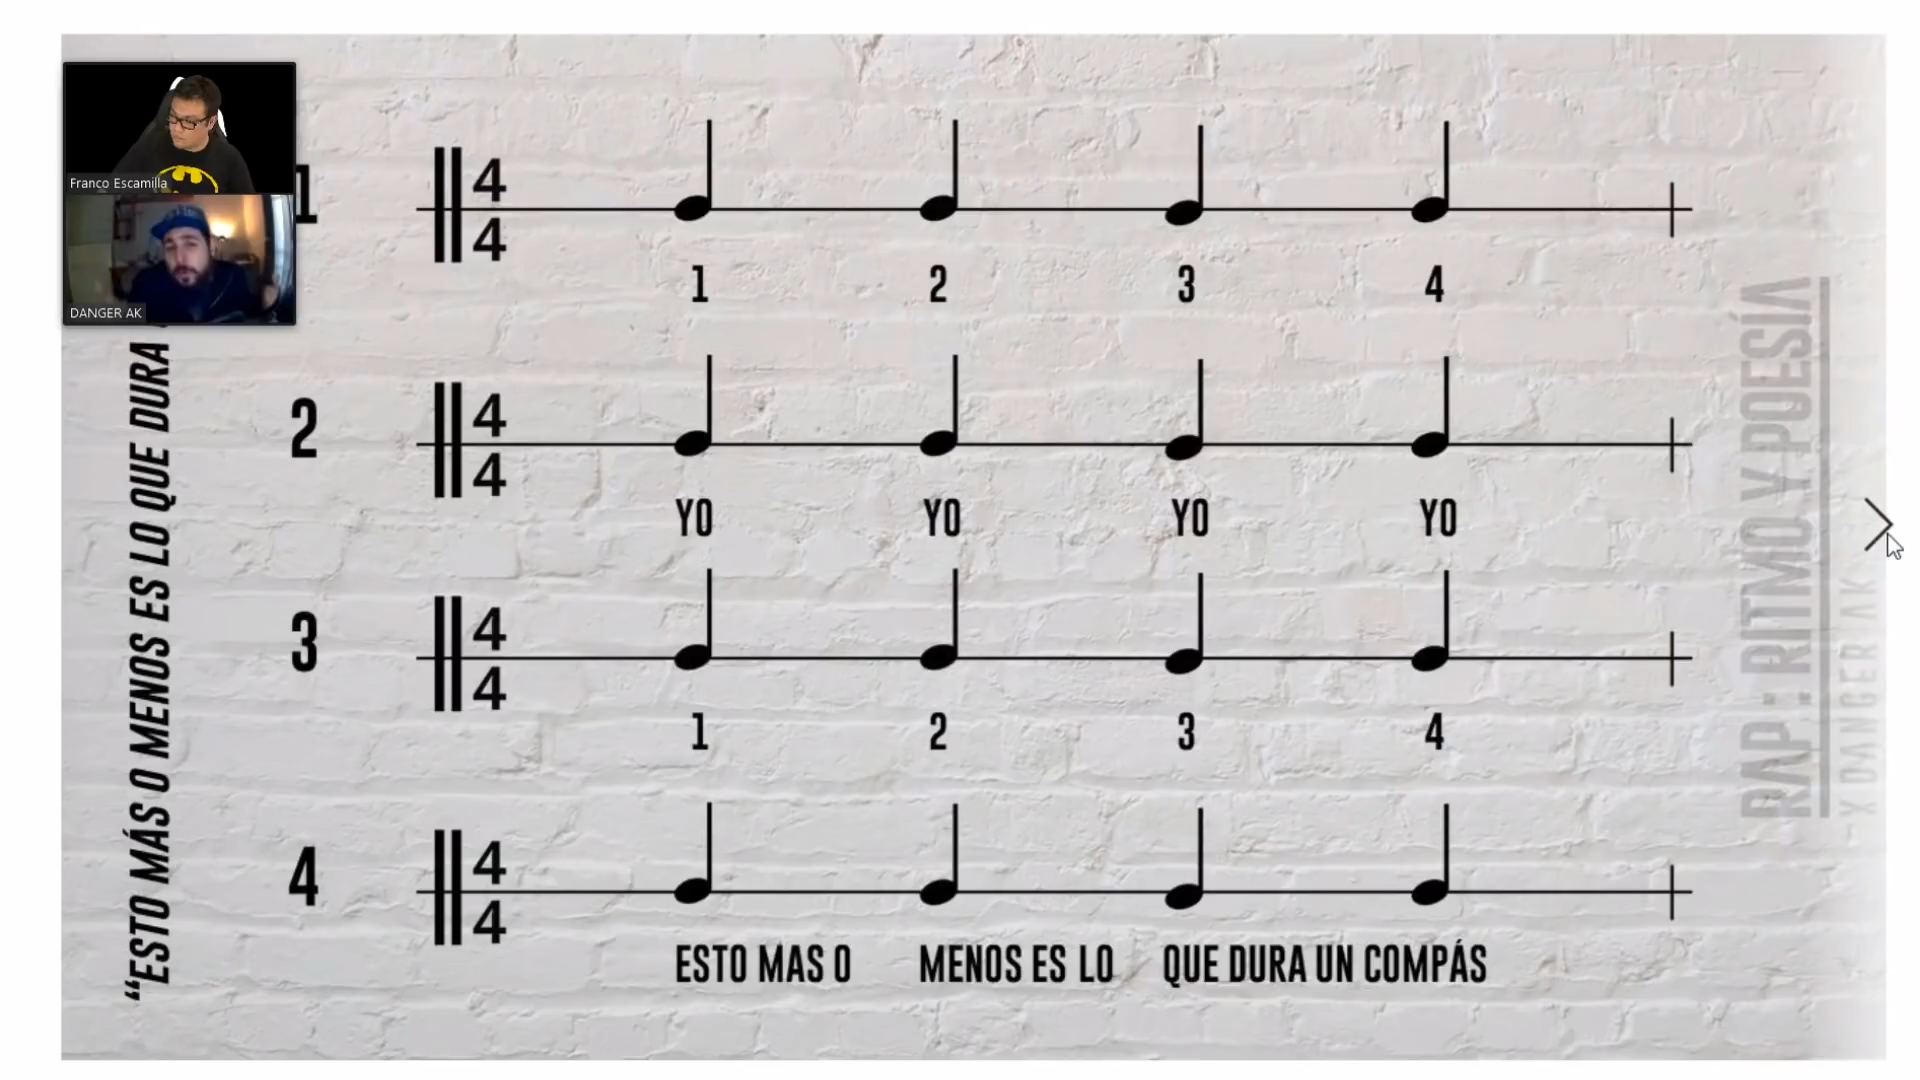 Franco Escamilla
DANGER AK
1
4
4
1 2 3 4
2
4
4
YO YO YO YO
3
4
4
1 2 3 4
4
4
4
ESTO MAS O MENOS ES LO QUE DURA UN COMPÁS
“ESTO MÁS O MENOS ES LO QUE DURA
RAP : RITMO Y POESÍA
- X DANGER AK